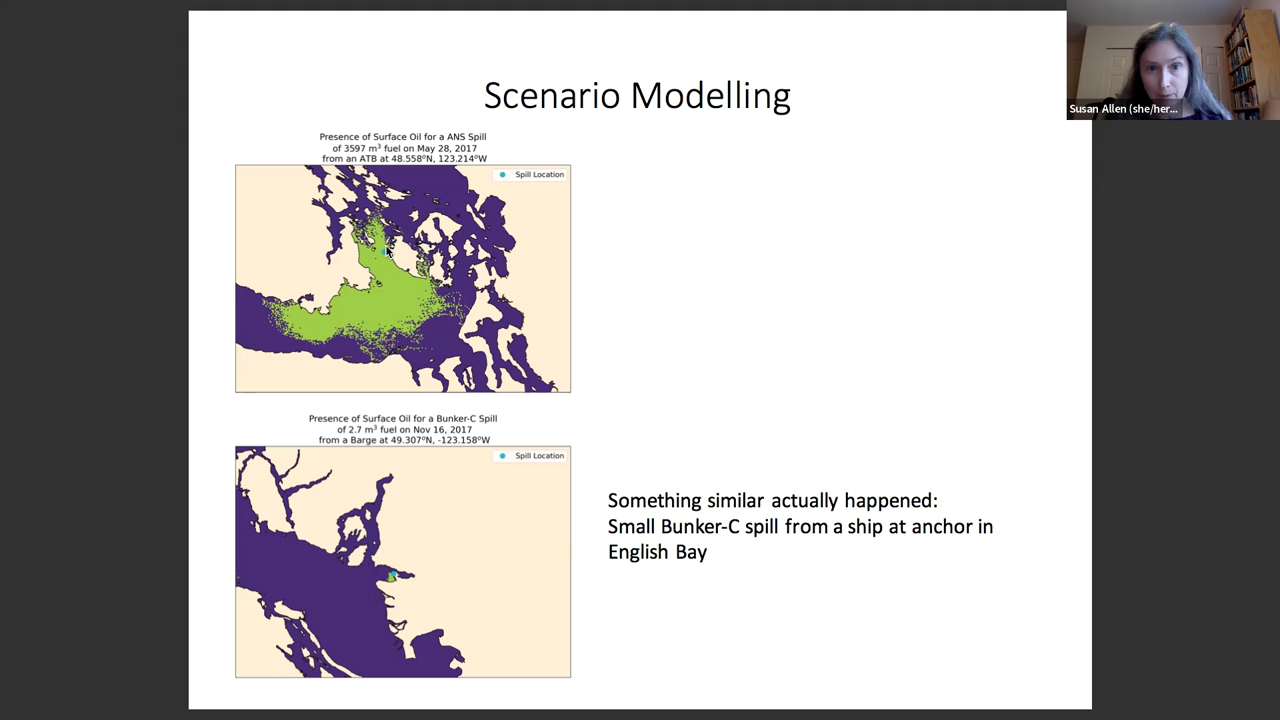 Scenario Modelling
Presence of Surface Oil for a ANS Spill
of 3597 m³ fuel on May 28, 2017
from an ATB at 48.558°N, 123.214°W
Spill Location
Presence of Surface Oil for a Bunker-C Spill
of 2.7 m³ fuel on Nov 16, 2017
from a Barge at 49.307°N, -123.158°W
Spill Location
Something similar actually happened:
Small Bunker-C spill from a ship at anchor in
English Bay
Susan Allen (she/her...